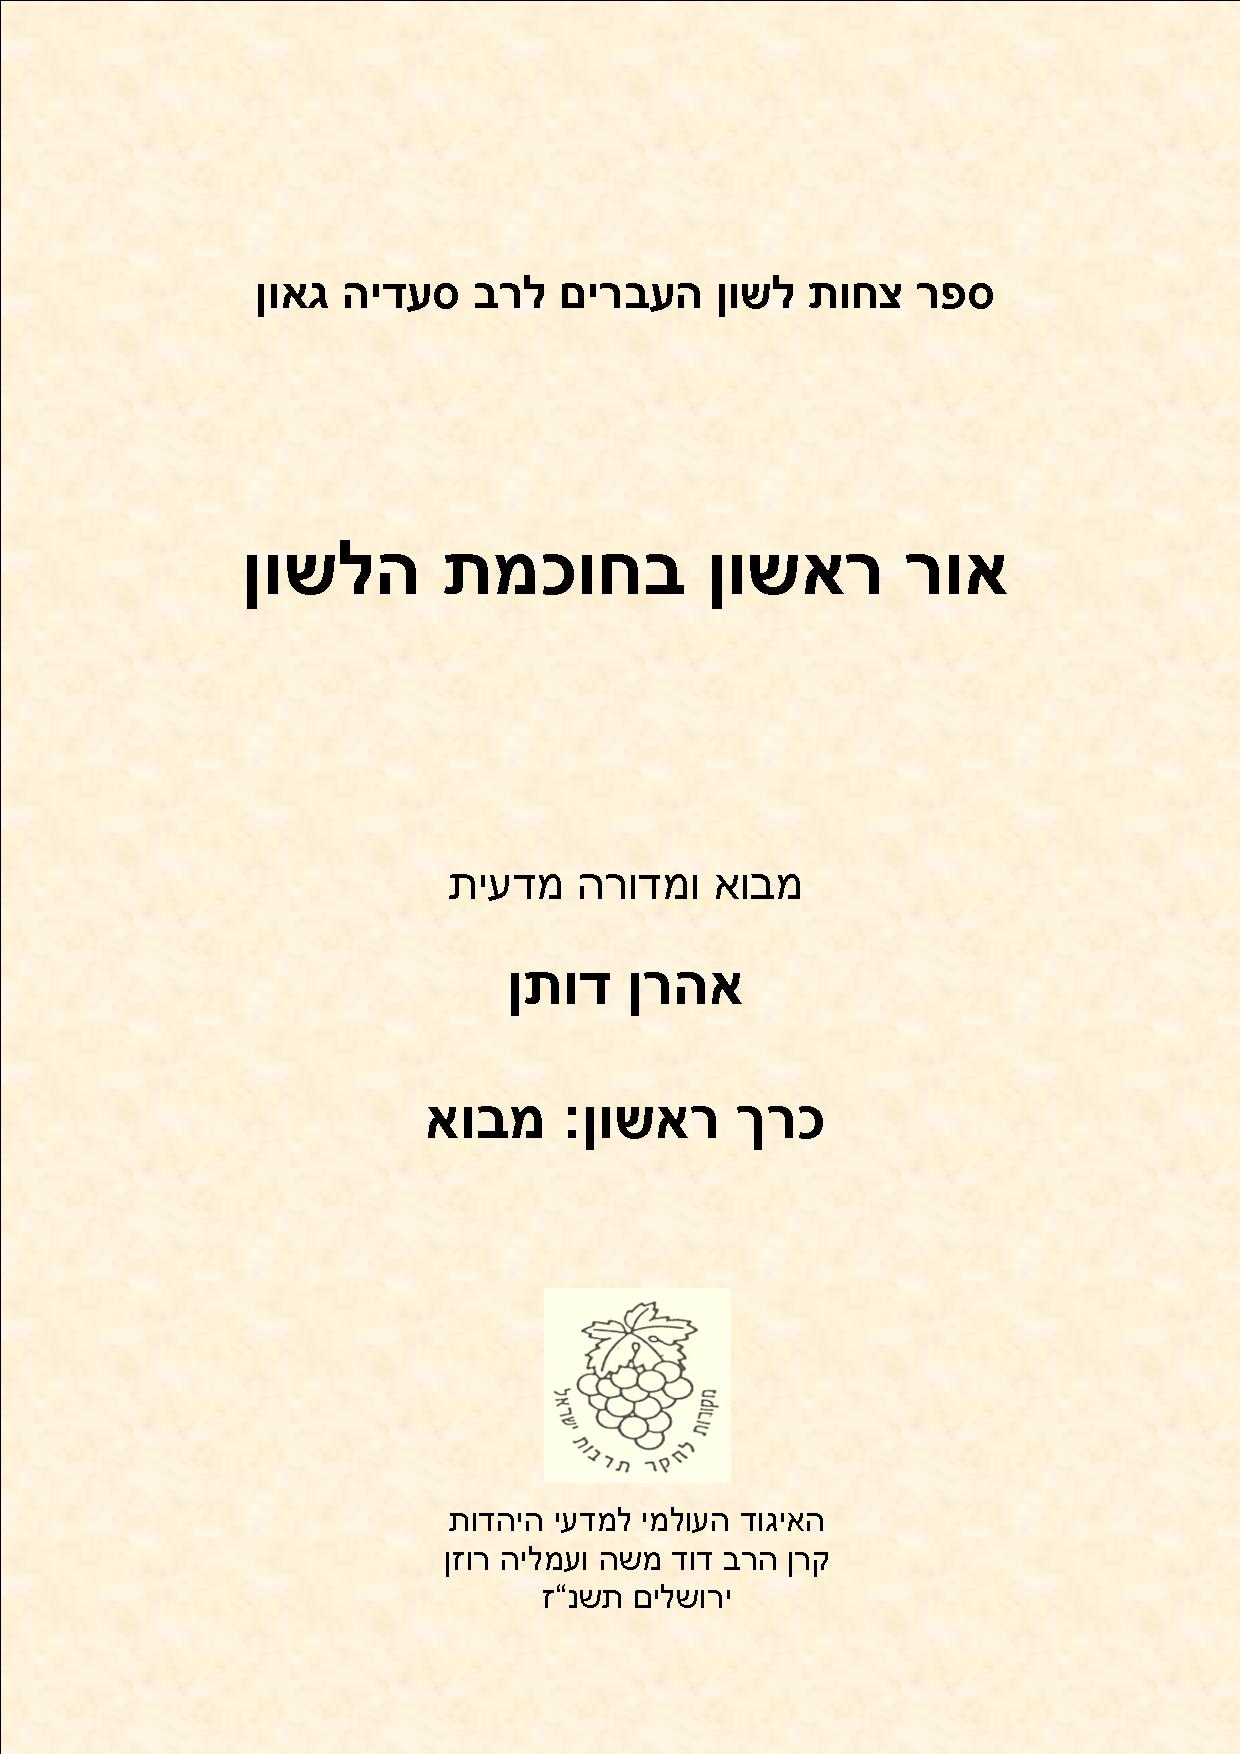 ספר צחות לשון העברים לרב סעדיה גאון
אור ראשון בחוכמת הלשון
מבוא ומדורה מדעית
אהרן דותן
כרך ראשון: מבוא
מקורות לחקר תרבות ישראל
האיגוד העולמי למדעי היהדות
קרן הרב דוד משה ועמליה רוזן
ירושלים תשנ“ז